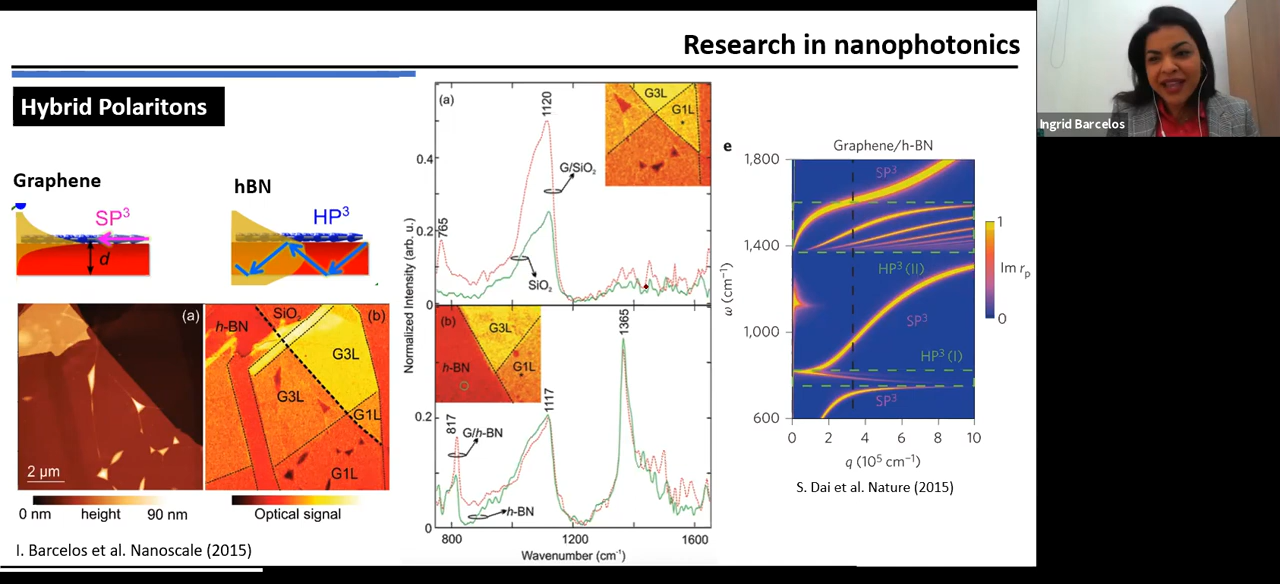 Research in nanophotonics
Ingrid Barcelos
Hybrid Polaritons
Graphene
hBN
SP³
d
HP³
(a)
2 μm
h-BN
SiO₂
(b)
G3L
G3L
G1L
G1L
0 nm height 90 nm
Optical signal
I. Barcelos et al. Nanoscale (2015)
Normalized Intensity (arb. u.)
(a)
1120
G3L
G1L
G/SiO₂
SiO₂
765
0.4
0.2
0
(b)
G3L
h-BN
G1L
1365
1117
817
G/h-BN
h-BN
0.2
0
800 1200 1600
Wavenumber (cm⁻¹)
e
Graphene/h-BN
1,800
1,400
1,000
600
ω (cm⁻¹)
SP³
HP³ (II)
SP³
HP³ (I)
SP³
1
Im rₚ
0
0 2 4 6 8 10
q (10⁵ cm⁻¹)
S. Dai et al. Nature (2015)